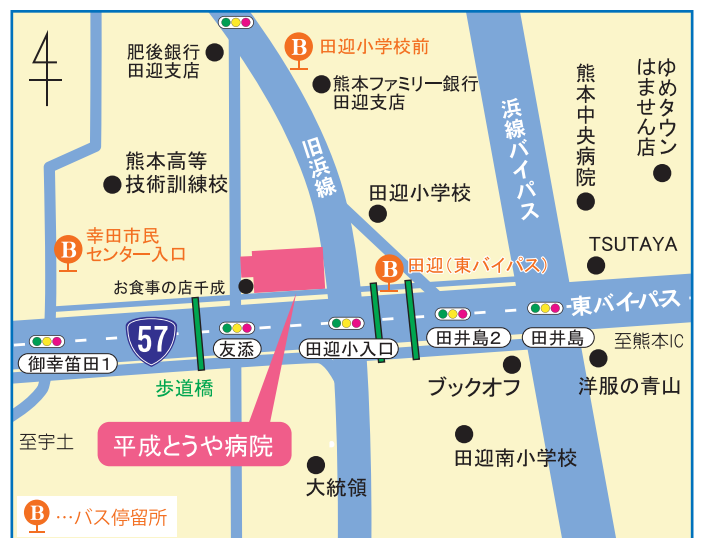 肥後銀行
田迎支店
B
田迎小学校前
熊本ファミリー銀行
田迎支店
旧浜線
浜線バイパス
熊本中央病院
ゆめタウン
はません店
熊本高等
技術訓練校
田迎小学校
B
幸田市民
センター入口
TSUTAYA
B
田迎(東バイパス)
お食事の店千成
東バイパス
57
御幸笛田1
友添
田迎小入口
田井島2
田井島
至熊本IC
歩道橋
ブックオフ
洋服の青山
至宇土
平成とうや病院
田迎南小学校
大統領
B…バス停留所